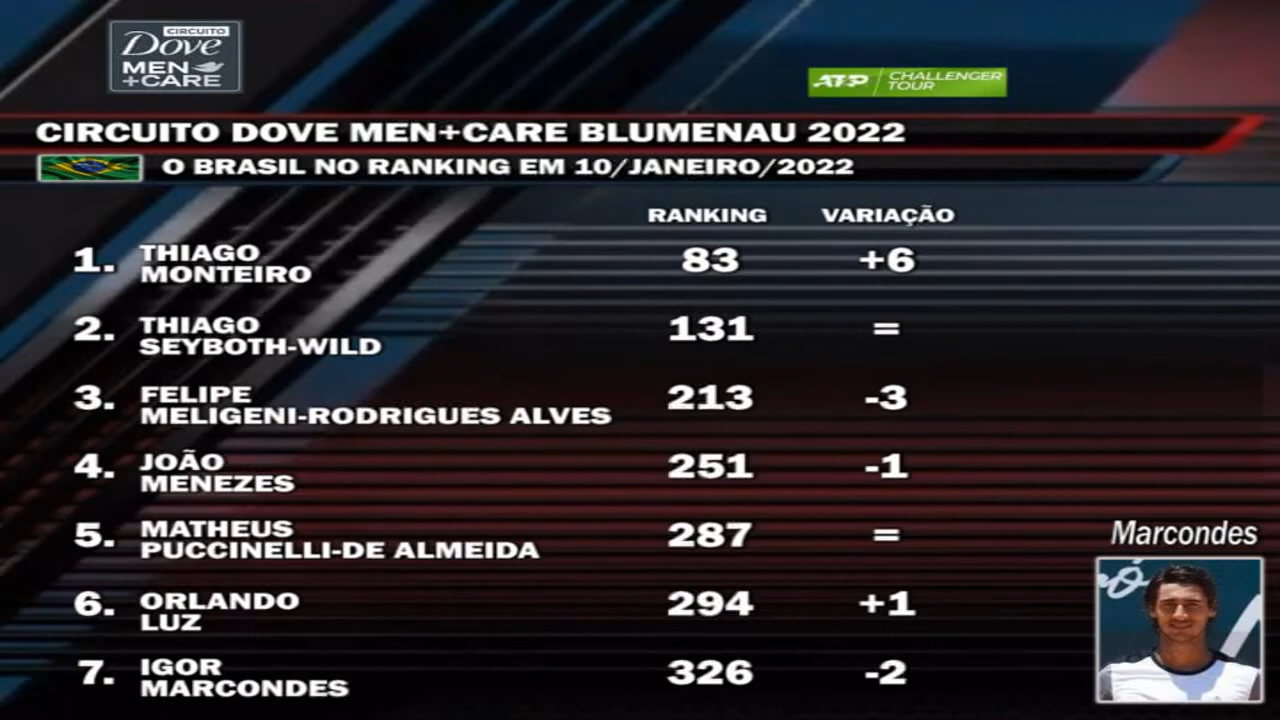 CIRCUITO
Dove
MEN
+CARE
ATP CHALLENGER
TOUR
CIRCUITO DOVE MEN+CARE BLUMENAU 2022
O BRASIL NO RANKING EM 10/JANEIRO/2022
RANKING VARIAÇÃO
1. THIAGO
MONTEIRO 83 +6
2. THIAGO
SEYBOTH-WILD 131 =
3. FELIPE
MELIGENI-RODRIGUES ALVES 213 -3
4. JOÃO
MENEZES 251 -1
5. MATHEUS
PUCCINELLI-DE ALMEIDA 287 =
6. ORLANDO
LUZ 294 +1
7. IGOR
MARCONDES 326 -2
Marcondes